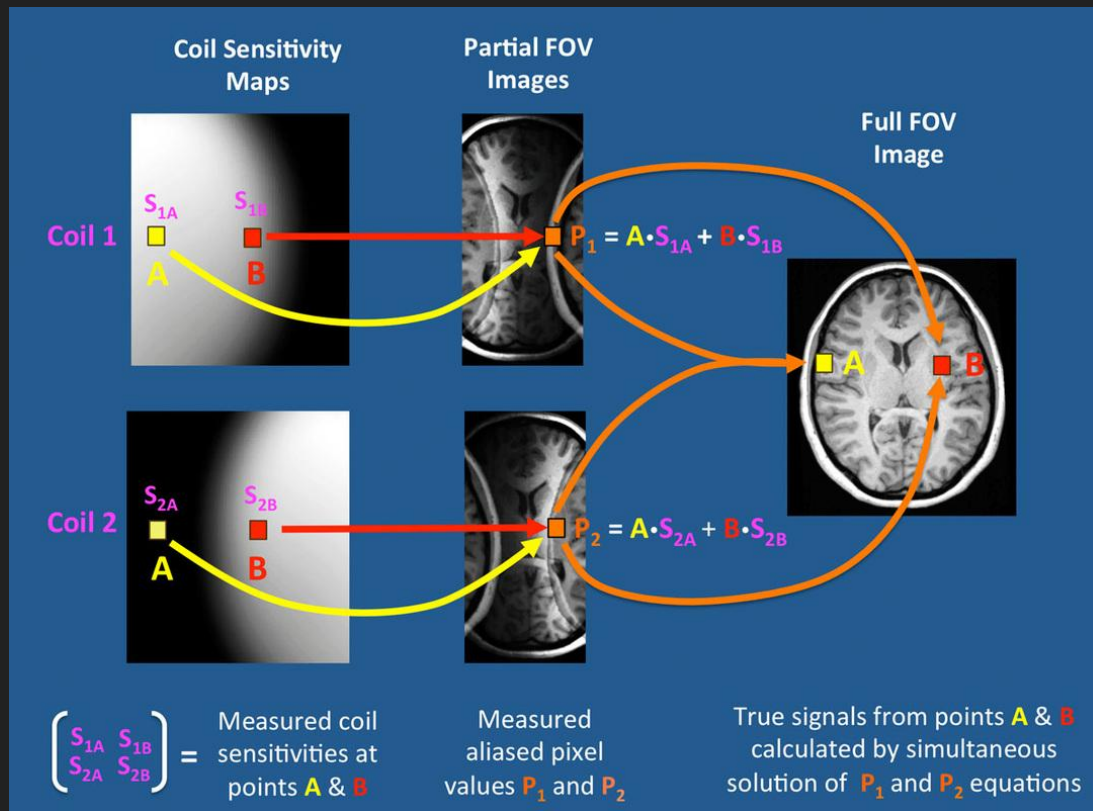 Coil Sensitivity
Maps
Partial FOV
Images
Full FOV
Image
S1A
S1B
Coil 1
A
B
P1 = A•S1A + B•S1B
A
B
S2A
S2B
Coil 2
A
B
P2 = A•S2A + B•S2B
S1A S1B
S2A S2B
=
Measured coil
sensitivities at
points A & B
Measured
aliased pixel
values P1 and P2
True signals from points A & B
calculated by simultaneous
solution of P1 and P2 equations